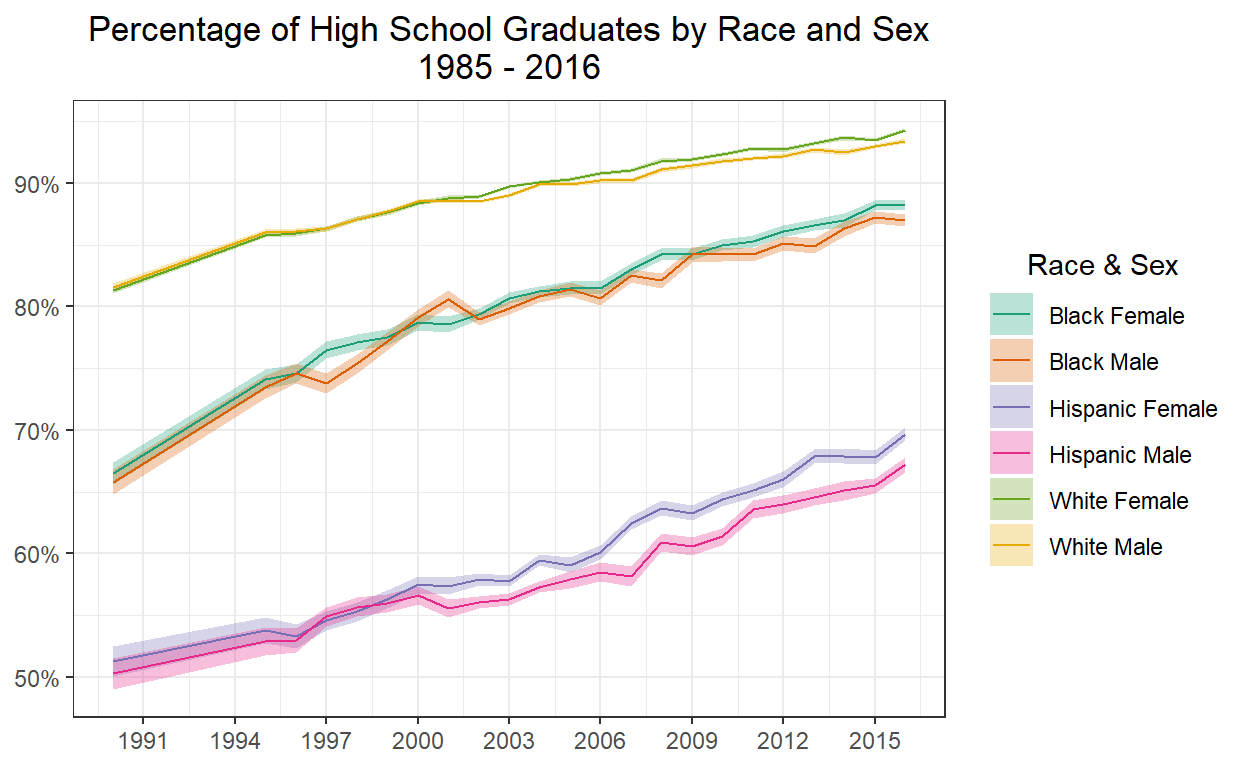 Percentage of High School Graduates by Race and Sex
1985 - 2016
90%
80%
70%
60%
50%
1991 1994 1997 2000 2003 2006 2009 2012 2015
Race & Sex
Black Female
Black Male
Hispanic Female
Hispanic Male
White Female
White Male